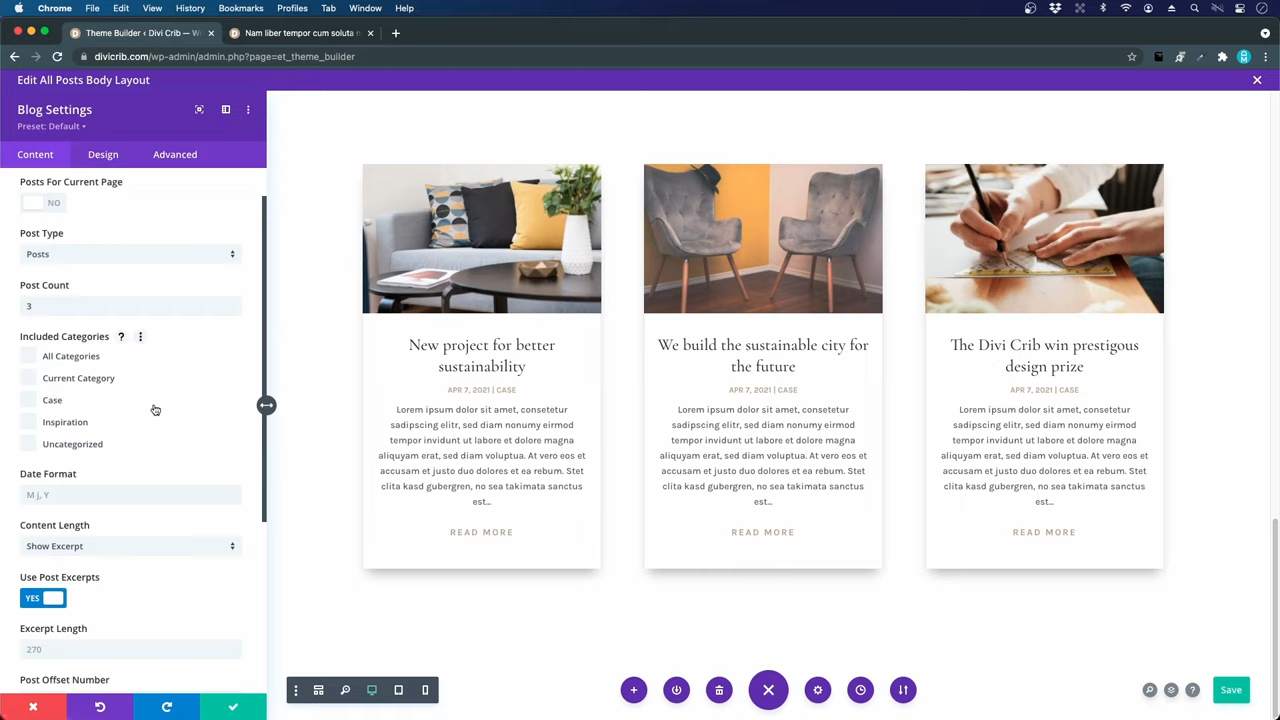 Chrome File Edit View History Bookmarks Profiles Tab Window Help
Theme Builder ‹ Divi Crib — W
Nam liber tempor cum soluta n
divicrib.com/wp-admin/admin.php?page=et_theme_builder
Edit All Posts Body Layout
Blog Settings
Preset: Default
Content Design Advanced
Posts For Current Page
NO
Post Type
Posts
Post Count
3
Included Categories ?
All Categories
Current Category
Case
Inspiration
Uncategorized
Date Format
M j, Y
Content Length
Show Excerpt
Use Post Excerpts
YES
Excerpt Length
270
Post Offset Number
New project for better
sustainability
APR 7, 2021 | CASE
Lorem ipsum dolor sit amet, consetetur
sadipscing elitr, sed diam nonumy eirmod
tempor invidunt ut labore et dolore magna
aliquyam erat, sed diam voluptua. At vero eos et
accusam et justo duo dolores et ea rebum. Stet
clita kasd gubergren, no sea takimata sanctus
est...
READ MORE
We build the sustainable city for
the future
APR 7, 2021 | CASE
Lorem ipsum dolor sit amet, consetetur
sadipscing elitr, sed diam nonumy eirmod
tempor invidunt ut labore et dolore magna
aliquyam erat, sed diam voluptua. At vero eos et
accusam et justo duo dolores et ea rebum. Stet
clita kasd gubergren, no sea takimata sanctus
est...
READ MORE
The Divi Crib win prestigous
design prize
APR 7, 2021 | CASE
Lorem ipsum dolor sit amet, consetetur
sadipscing elitr, sed diam nonumy eirmod
tempor invidunt ut labore et dolore magna
aliquyam erat, sed diam voluptua. At vero eos et
accusam et justo duo dolores et ea rebum. Stet
clita kasd gubergren, no sea takimata sanctus
est...
READ MORE
?
Save